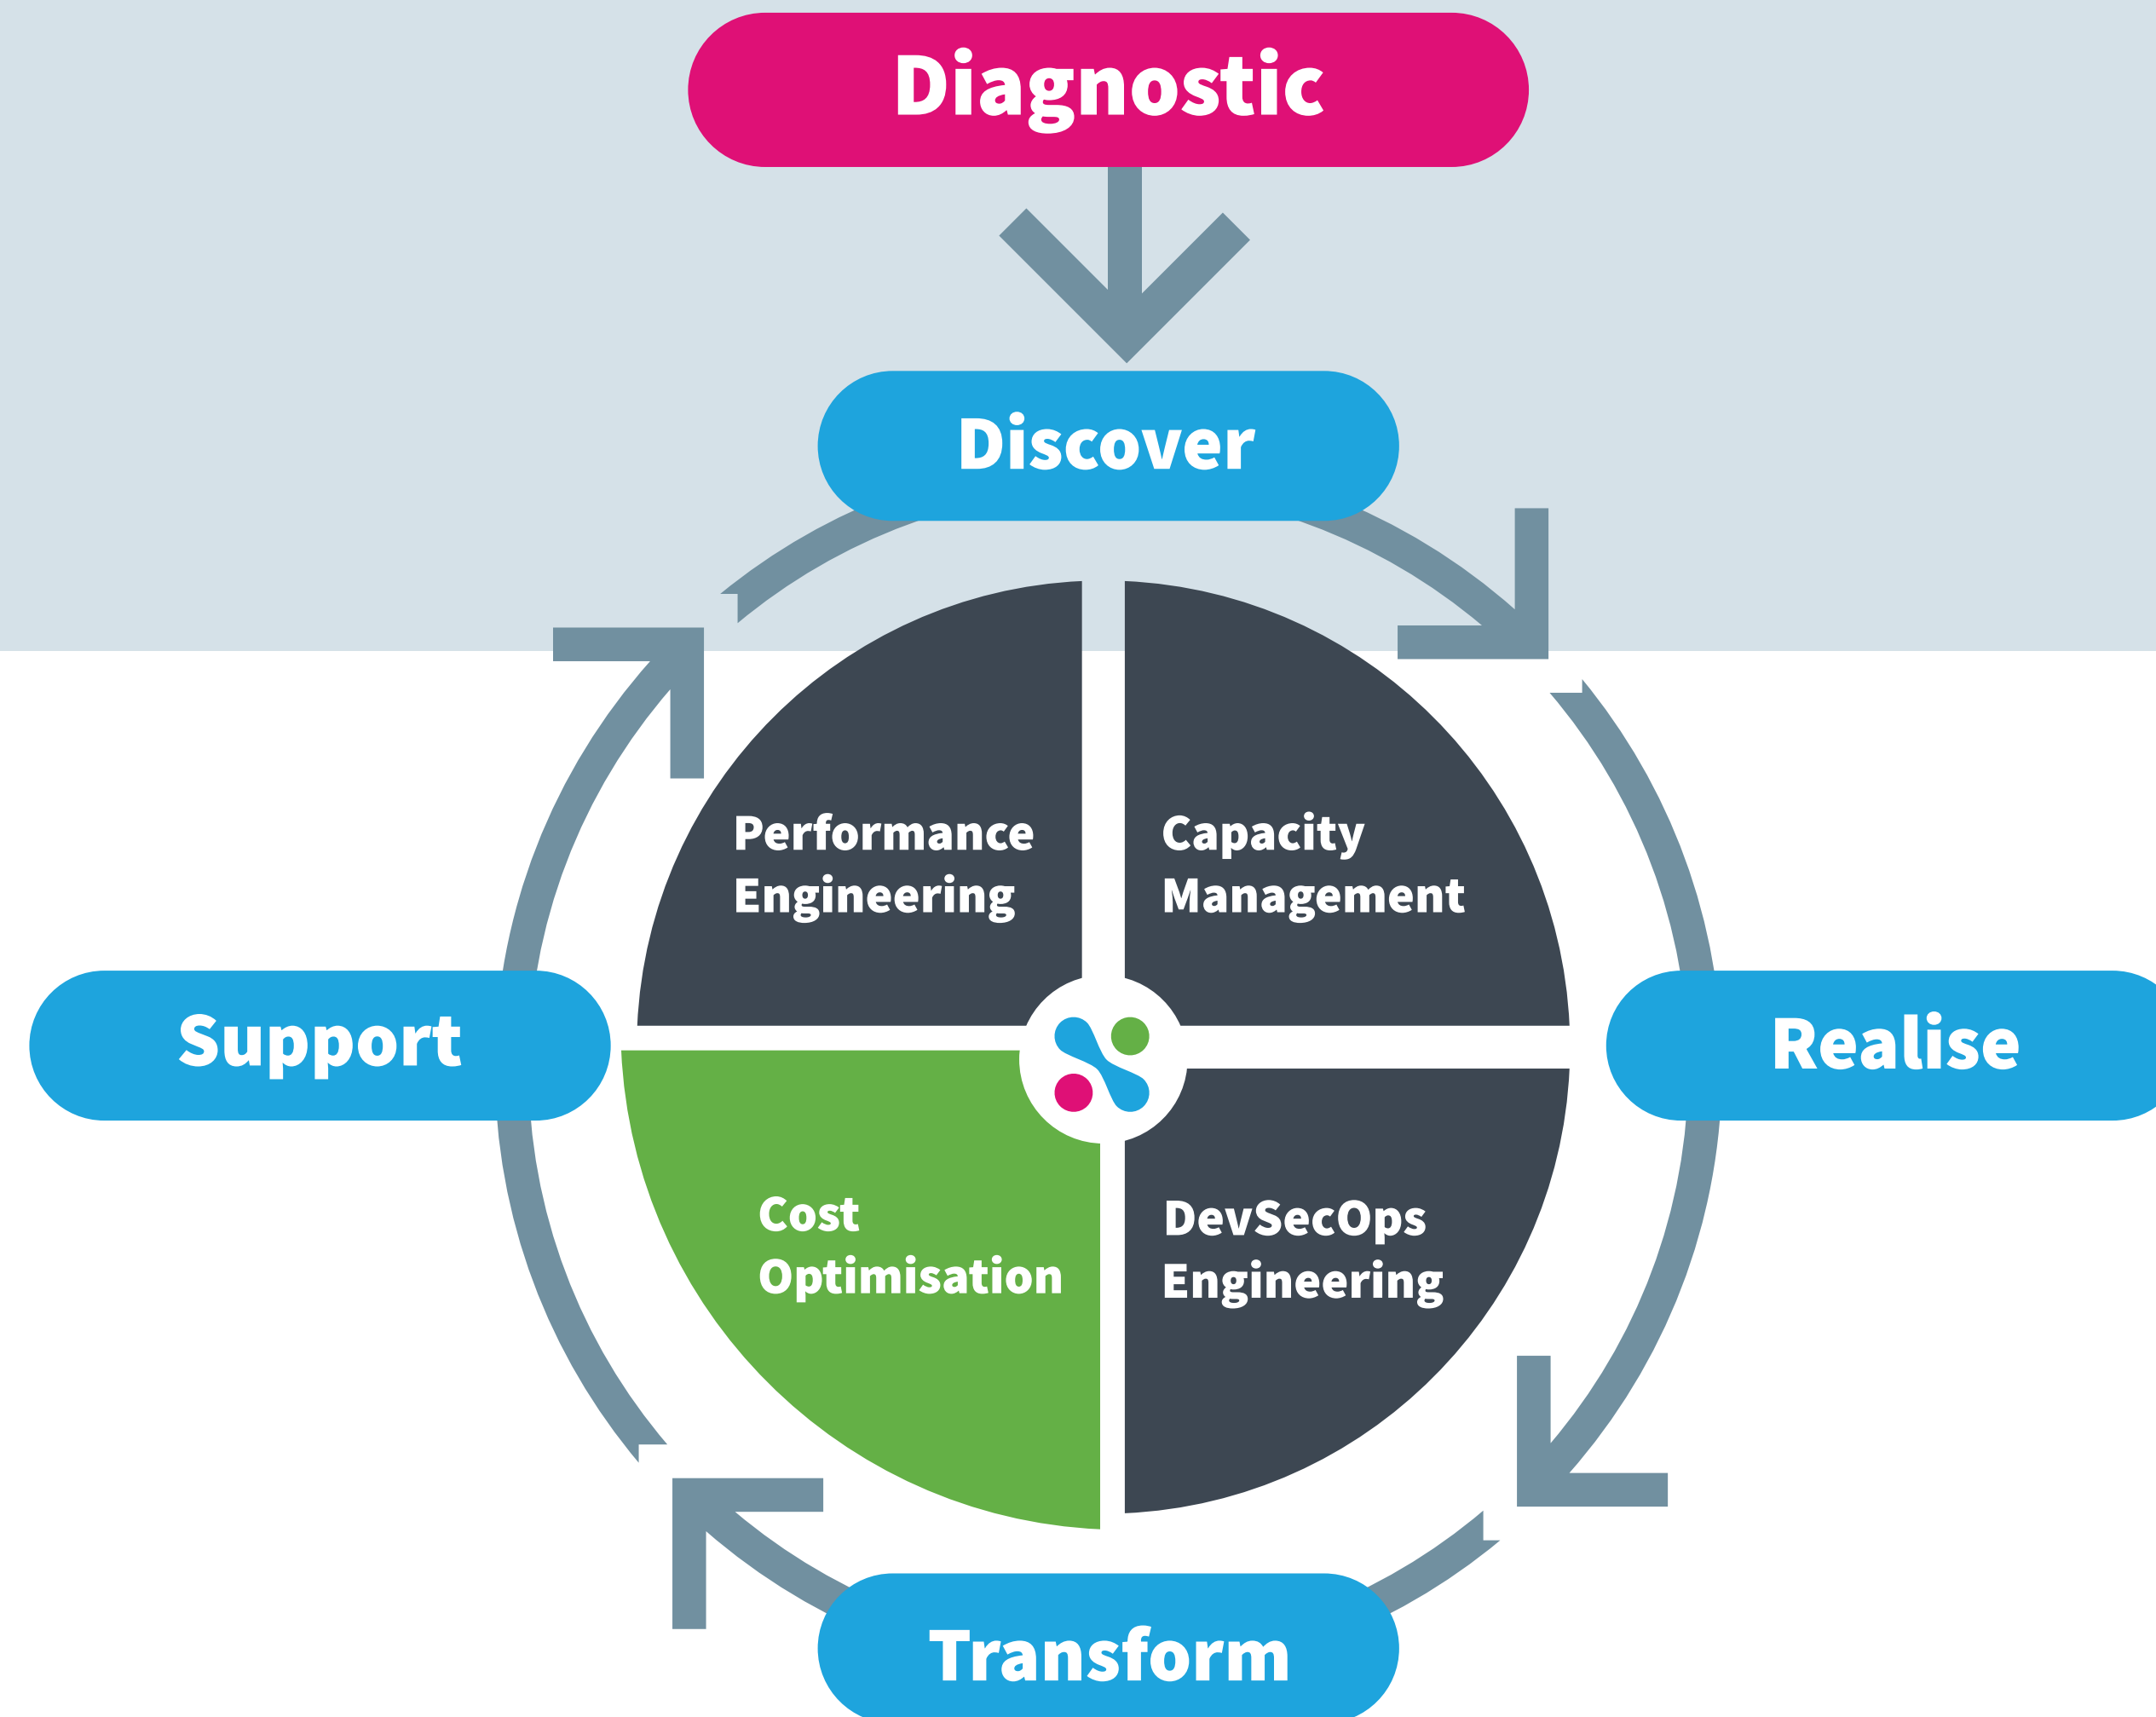 Diagnostic
Discover
Performance
Engineering
Capacity
Management
Support
Realise
Cost
Optimisation
DevSecOps
Engineering
Transform